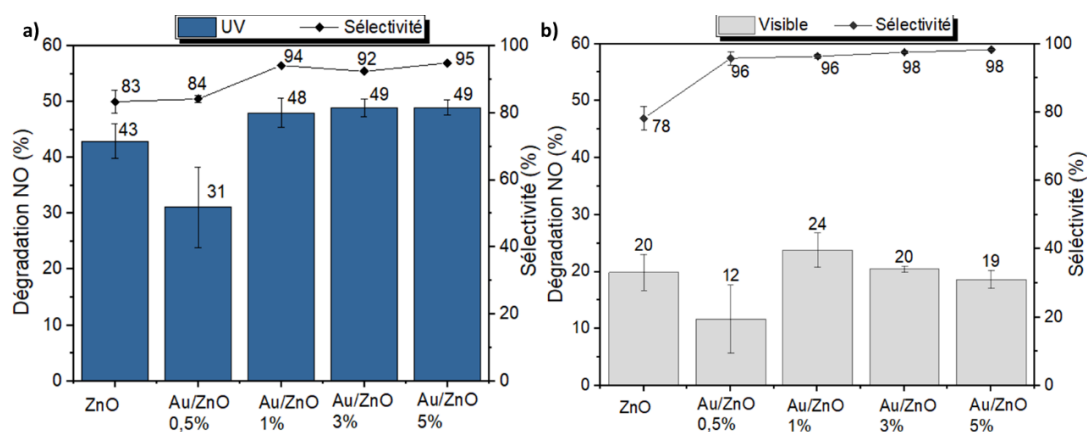 a)
UV
Sélectivité
Dégradation NO (%)
60
50
40
30
20
10
0
43
31
48
49
49
83
84
94
92
95
100
80
60
40
20
0
Sélectivité (%)
ZnO
Au/ZnO
0,5%
Au/ZnO
1%
Au/ZnO
3%
Au/ZnO
5%
b)
Visible
Sélectivité
Dégradation NO (%)
60
50
40
30
20
10
0
20
12
24
20
19
78
96
96
98
98
100
80
60
40
20
0
Séléctivité (%)
ZnO
Au/ZnO
0,5%
Au/ZnO
1%
Au/ZnO
3%
Au/ZnO
5%